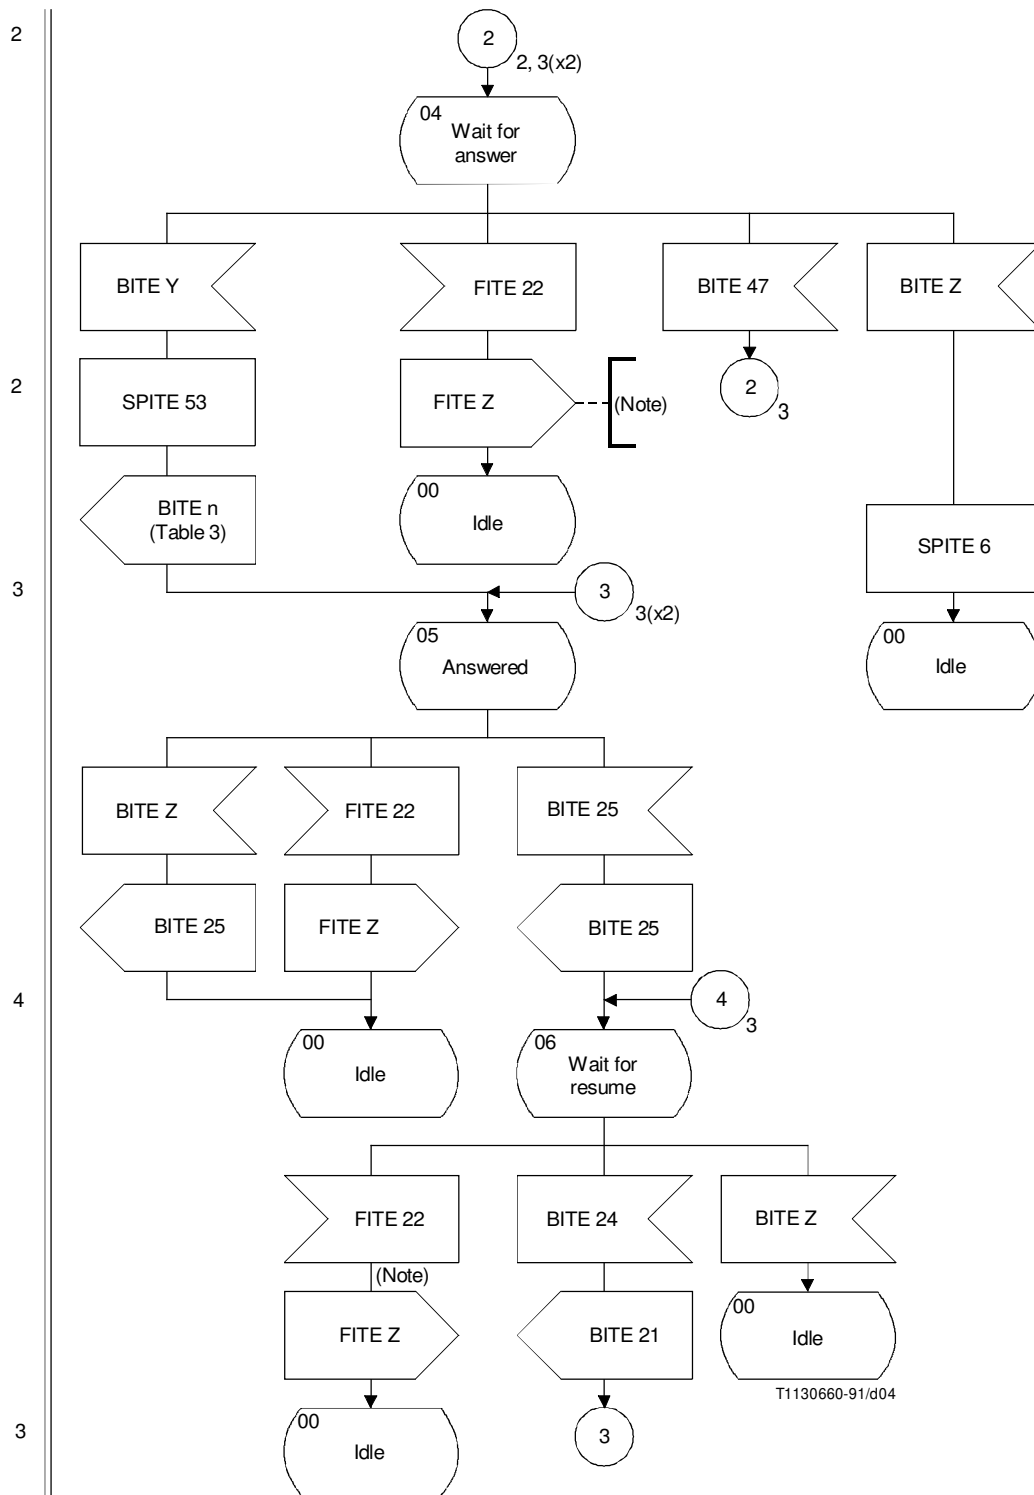 2
2
2, 3(x2)
04
Wait for
answer
BITE Y
FITE 22
BITE 47
BITE Z
2
SPITE 53
FITE Z
(Note)
2
3
BITE n
(Table 3)
00
Idle
SPITE 6
3
3
3(x2)
05
Answered
00
Idle
BITE Z
FITE 22
BITE 25
BITE 25
FITE Z
BITE 25
4
4
3
00
Idle
06
Wait for
resume
FITE 22
BITE 24
BITE Z
(Note)
FITE Z
BITE 21
00
Idle
T1130660-91/d04
3
00
Idle
3